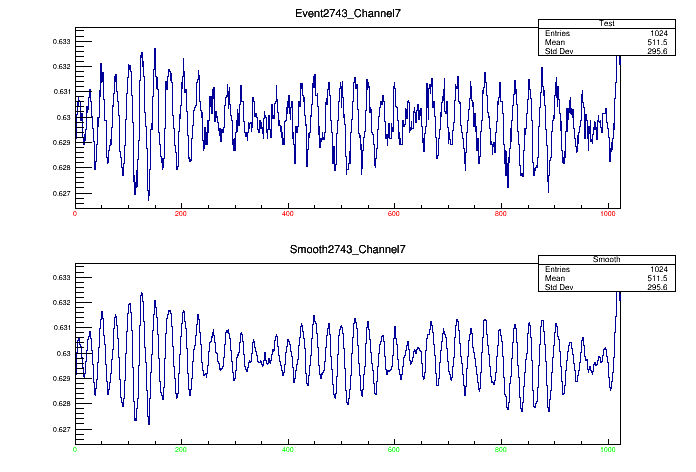 Event2743_Channel7
Test
Entries 1024
Mean 511.5
Std Dev 295.6
0.633
0.632
0.631
0.63
0.629
0.628
0.627
0 200 400 600 800 1000
Smooth2743_Channel7
Smooth
Entries 1024
Mean 511.5
Std Dev 295.6
0.633
0.632
0.631
0.63
0.629
0.628
0.627
0 200 400 600 800 1000